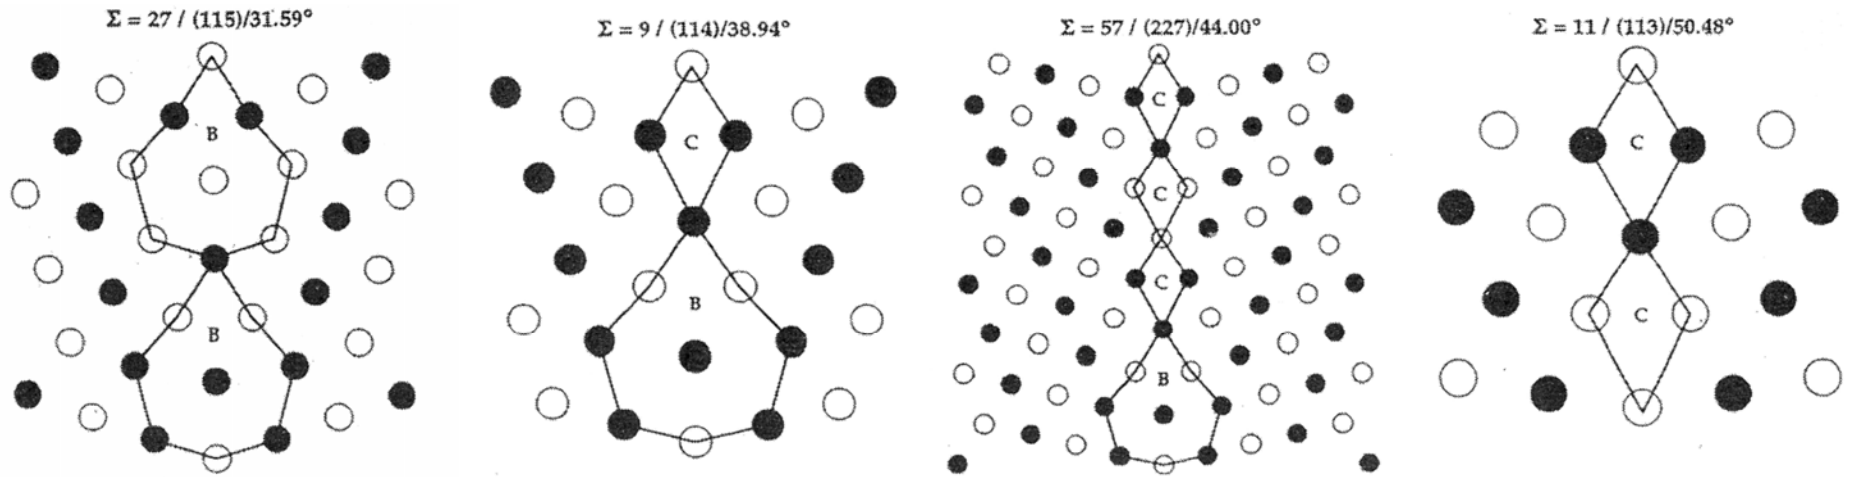 Σ = 27 / (115)/31.59°
B
B
Σ = 9 / (114)/38.94°
C
B
Σ = 57 / (227)/44.00°
C
C
C
B
Σ = 11 / (113)/50.48°
C
C